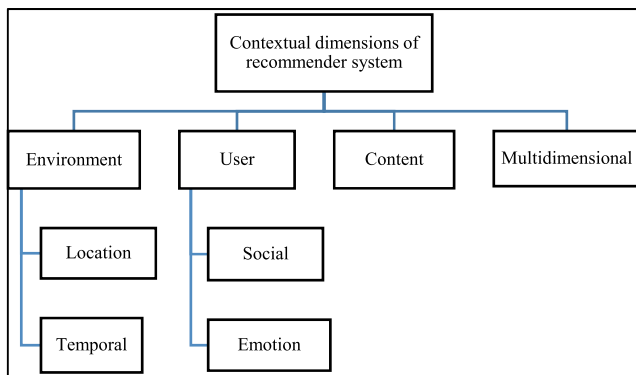 Contextual dimensions of
recommender system
Environment
User
Content
Multidimensional
Location
Social
Temporal
Emotion